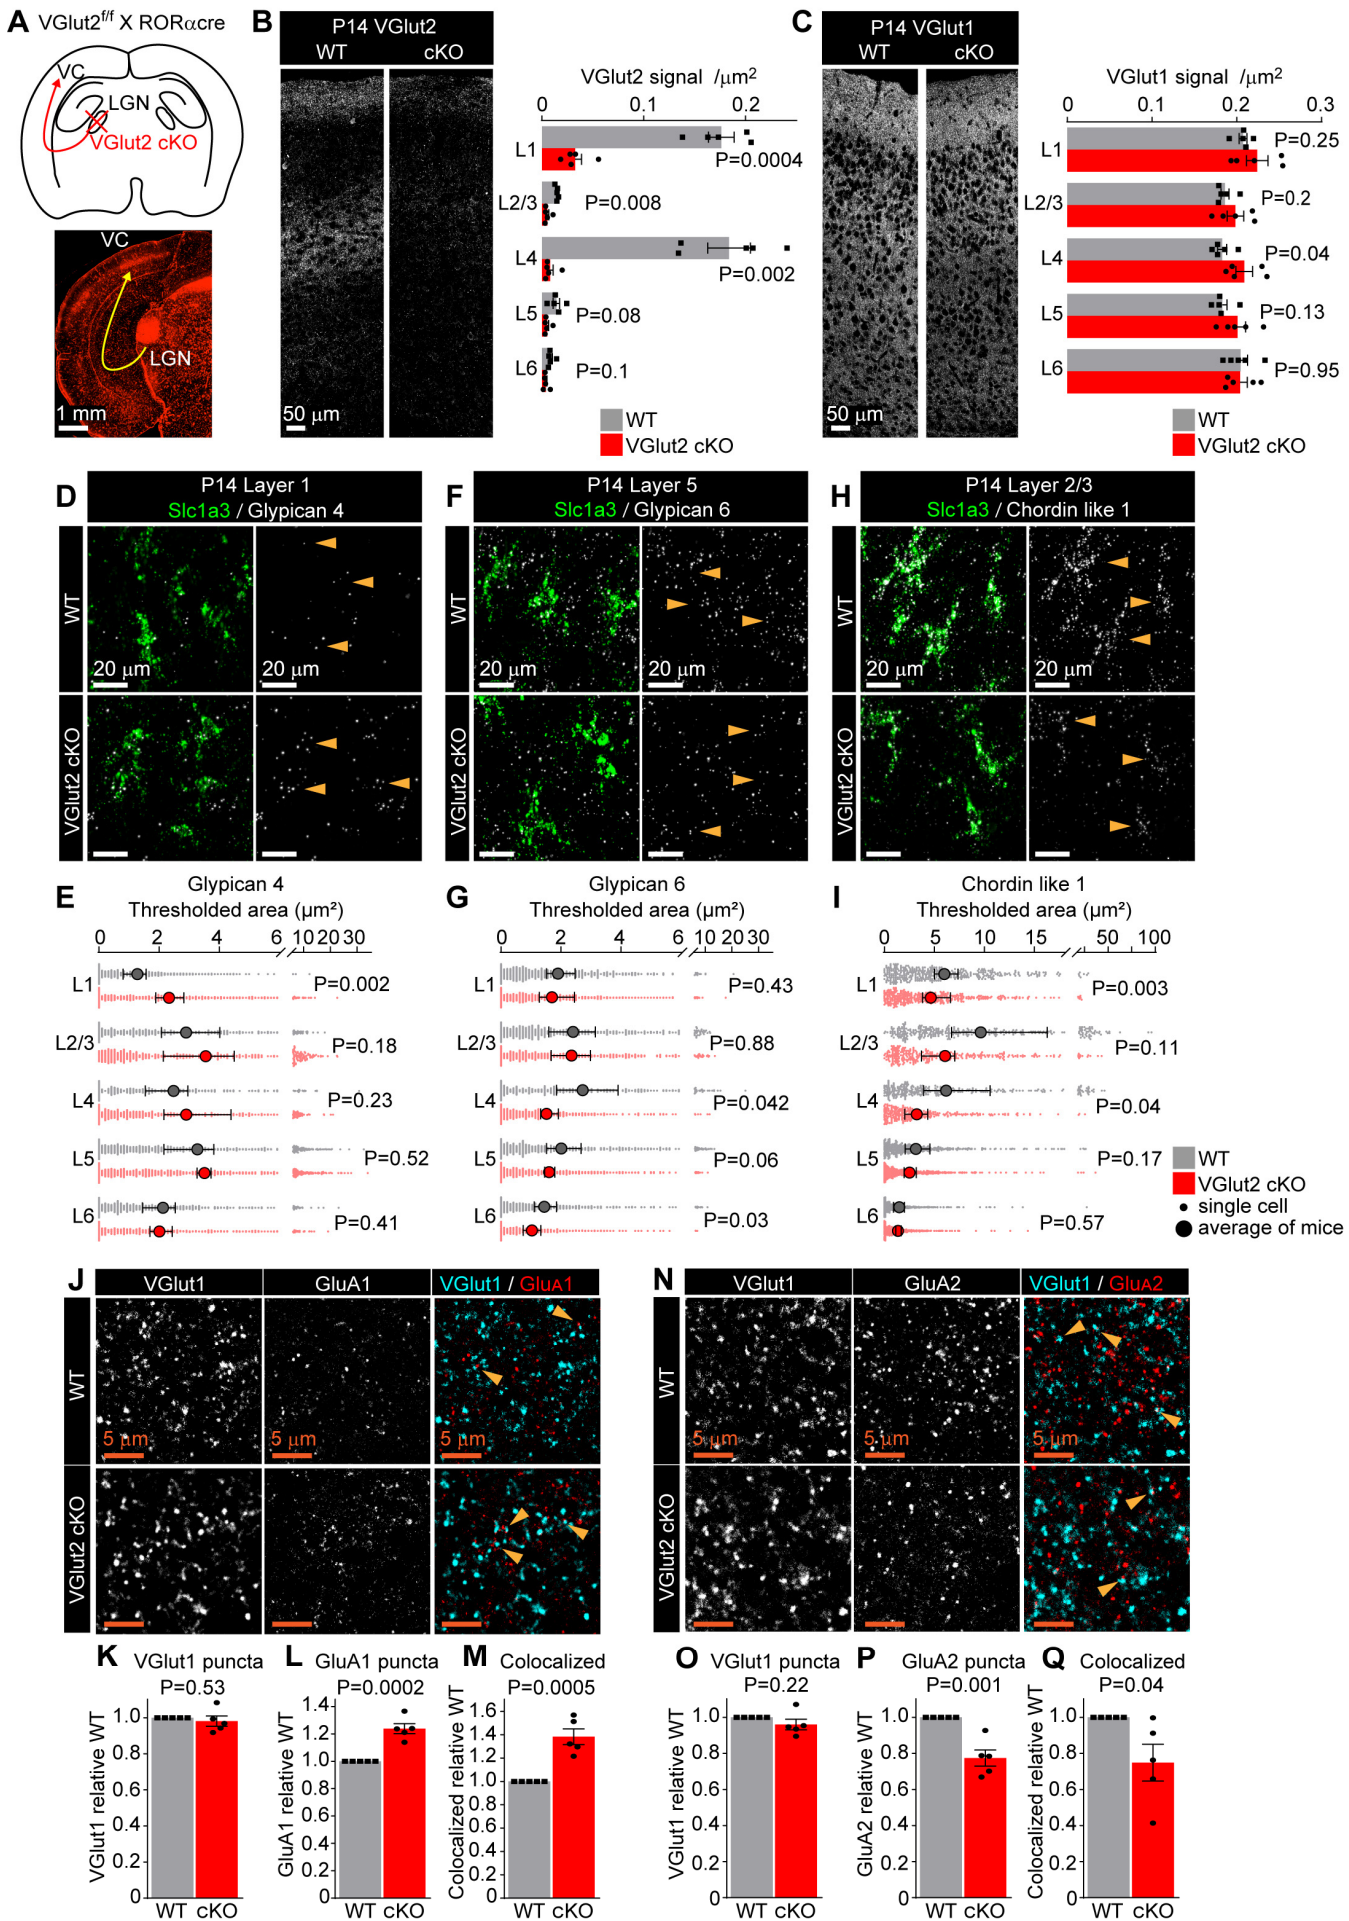 A
VGlut2f/f X RORαcre
VC
LGN
VGlut2 cKO
VC
LGN
1 mm
B
P14 VGlut2
WT
cKO
50 μm
VGlut2 signal /μm²
0
0.1
0.2
L1
P=0.0004
L2/3
P=0.008
L4
P=0.002
L5
P=0.08
L6
P=0.1
WT
VGlut2 cKO
C
P14 VGlut1
WT
cKO
50 μm
VGlut1 signal /μm²
0
0.1
0.2
0.3
L1
P=0.25
L2/3
P=0.2
L4
P=0.04
L5
P=0.13
L6
P=0.95
WT
VGlut2 cKO
D
P14 Layer 1
Slc1a3 / Glypican 4
WT
20 μm
20 μm
VGlut2 cKO
F
P14 Layer 5
Slc1a3 / Glypican 6
WT
20 μm
20 μm
VGlut2 cKO
H
P14 Layer 2/3
Slc1a3 / Chordin like 1
WT
20 μm
20 μm
VGlut2 cKO
E
Glypican 4
Thresholded area (μm²)
0 2 4 6 10 20 30
L1
P=0.002
L2/3
P=0.18
L4
P=0.23
L5
P=0.52
L6
P=0.41
G
Glypican 6
Thresholded area (μm²)
0 2 4 6 10 20 30
L1
P=0.43
L2/3
P=0.88
L4
P=0.042
L5
P=0.06
L6
P=0.03
I
Chordin like 1
Thresholded area (μm²)
0 5 10 15 50 100
L1
P=0.003
L2/3
P=0.11
L4
P=0.04
L5
P=0.17
L6
P=0.57
WT
VGlut2 cKO
single cell
average of mice
J
VGlut1
GluA1
VGlut1 / GluA1
WT
5 μm
5 μm
5 μm
VGlut2 cKO
N
VGlut1
GluA2
VGlut1 / GluA2
WT
5 μm
5 μm
5 μm
VGlut2 cKO
K
VGlut1 puncta
P=0.53
VGlut1 relative WT
1.0
0.8
0.6
0.4
0.2
0
WT cKO
L
GluA1 puncta
P=0.0002
GluA1 relative WT
1.4
1.2
1.0
0.8
0.6
0.4
0.2
0
WT cKO
M
Colocalized
P=0.0005
Colocalized relative WT
1.6
1.4
1.2
1.0
0.8
0.6
0.4
0.2
0
WT cKO
O
VGlut1 puncta
P=0.22
VGlut1 relative WT
1.0
0.8
0.6
0.4
0.2
0
WT cKO
P
GluA2 puncta
P=0.001
GluA2 relative WT
1.0
0.8
0.6
0.4
0.2
0
WT cKO
Q
Colocalized
P=0.04
Colocalized relative WT
1.0
0.8
0.6
0.4
0.2
0
WT cKO